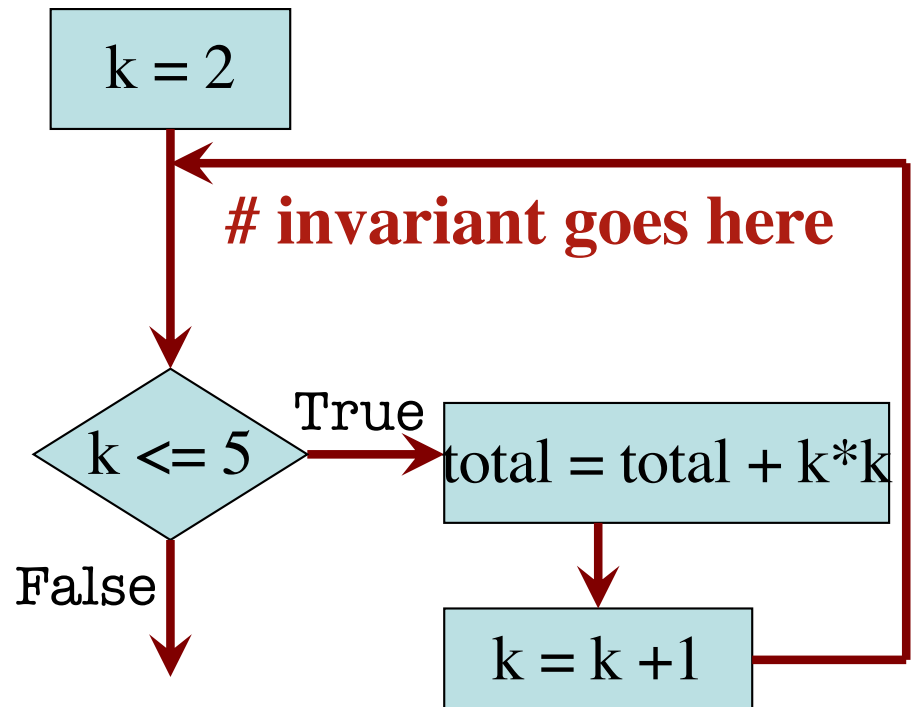 k = 2
# invariant goes here
True
k <= 5
total = total + k*k
False
k = k +1